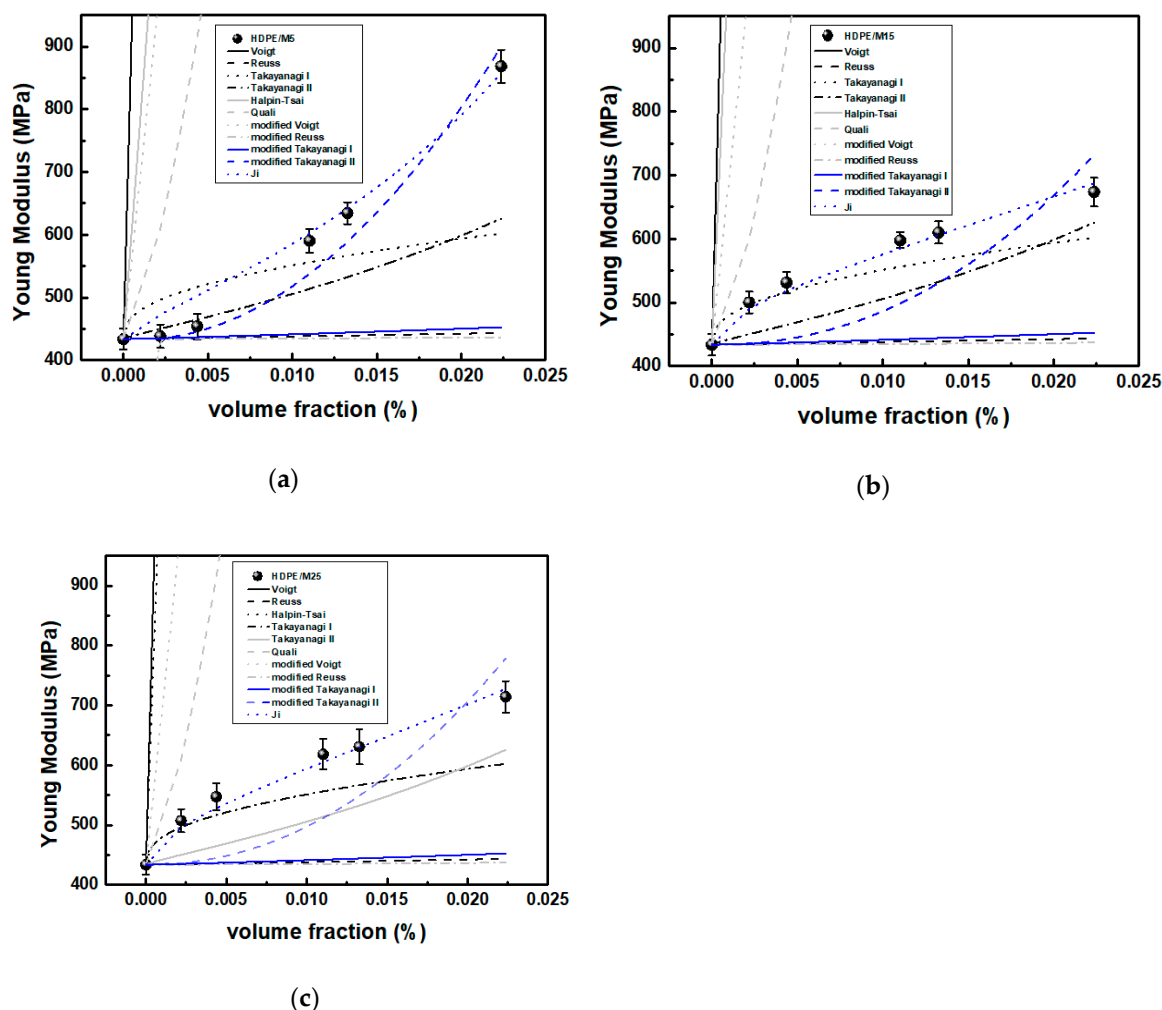 Young Modulus (MPa)
900
800
700
600
500
400
HDPE/M5
Voigt
Reuss
Takayanagi I
Takayanagi II
Halpin-Tsai
Quali
modified Voigt
modified Reuss
modified Takayanagi I
modified Takayanagi II
Ji
0.000 0.005 0.010 0.015 0.020 0.025
volume fraction (%)
(a)
Young Modulus (MPa)
900
800
700
600
500
400
HDPE/M15
Voigt
Reuss
Takayanagi I
Takayanagi II
Halpin-Tsai
Quali
modified Voigt
modified Reuss
modified Takayanagi I
modified Takayanagi II
Ji
0.000 0.005 0.010 0.015 0.020 0.025
volume fraction (%)
(b)
Young Modulus (MPa)
900
800
700
600
500
400
HDPE/M25
Voigt
Reuss
Halpin-Tsai
Takayanagi I
Takayanagi II
Quali
modified Voigt
modified Reuss
modified Takayanagi I
modified Takayanagi II
Ji
0.000 0.005 0.010 0.015 0.020 0.025
volume fraction (%)
(c)